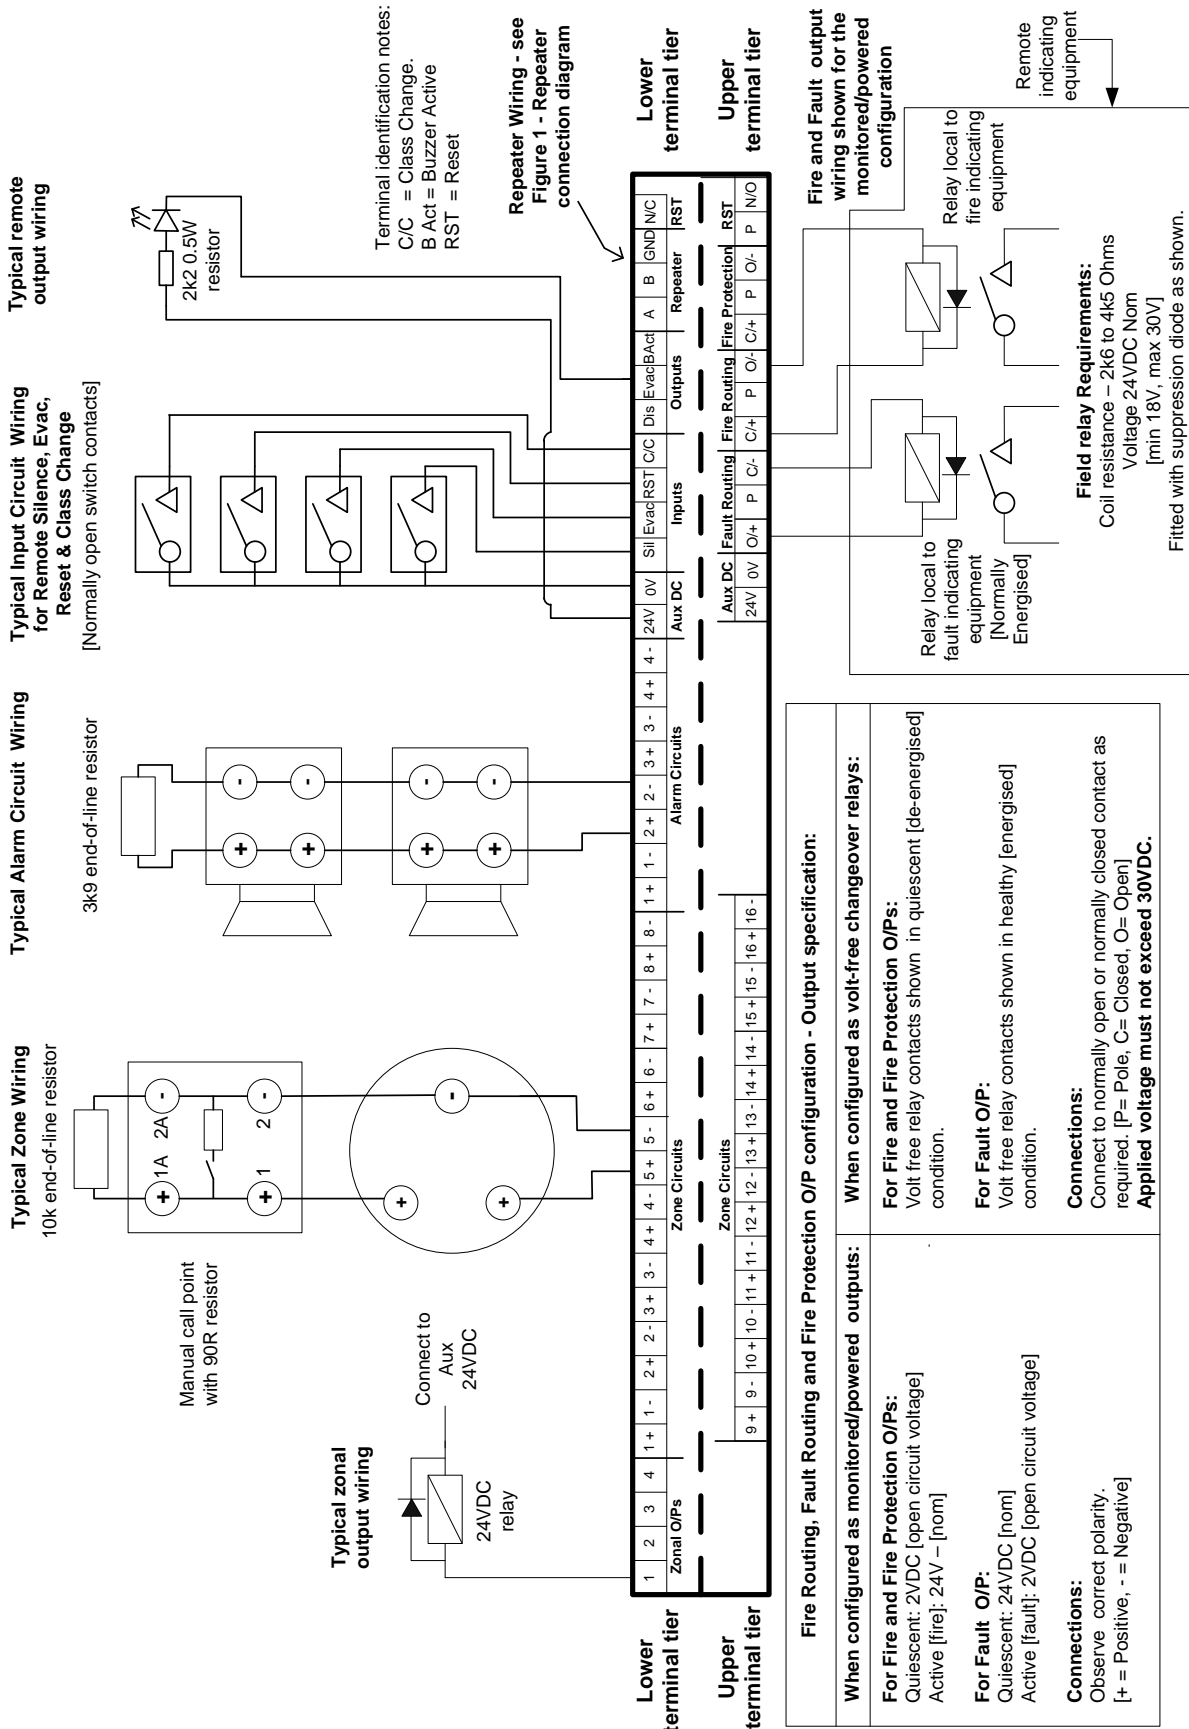 Typical Zone Wiring
10k end-of-line resistor
1A
2A
+
-
+
-
1
2
Manual call point
with 90R resistor
+
+
-
Typical zonal
output wiring
Connect to
Aux
24VDC
24VDC
relay
Typical Alarm Circuit Wiring
3k9 end-of-line resistor
+
-
+
-
+
-
+
-
Typical Input Circuit Wiring
for Remote Silence, Evac,
Reset & Class Change
[Normally open switch contacts]
Typical remote
output wiring
2k2 0.5W
resistor
Terminal identification notes:
C/C = Class Change.
B Act = Buzzer Active
RST = Reset
Repeater Wiring - see
Figure 1 - Repeater
connection diagram
Lower
terminal tier
1 2 3 4 1 + 1 - 2 + 2 - 3 + 3 - 4 + 4 - 5 + 5 - 6 + 6 - 7 + 7 - 8 + 8 - 1 + 1 - 2 + 2 - 3 + 3 - 4 + 4 - 24V 0V Sil Evac RST C/C Dis Evac BAct A B GND N/C
Zonal O/Ps Zone Circuits Alarm Circuits Aux DC Inputs Outputs Repeater RST
Lower
terminal tier
Upper
terminal tier
Zone Circuits Aux DC Fault Routing Fire Routing Fire Protection RST
9 + 9 - 10 + 10 - 11 + 11 - 12 + 12 - 13 + 13 - 14 + 14 - 15 + 15 - 16 + 16 - 24V 0V O/+ P C/- C/+ P O/- C/+ P O/- P N/O
Upper
terminal tier
Fire Routing, Fault Routing and Fire Protection O/P configuration - Output specification:
When configured as monitored/powered outputs:
For Fire and Fire Protection O/Ps:
Quiescent: 2VDC [open circuit voltage]
Active [fire]: 24V – [nom]
For Fault O/P:
Quiescent: 24VDC [nom]
Active [fault]: 2VDC [open circuit voltage]
Connections:
Observe correct polarity.
[+ = Positive, - = Negative]
When configured as volt-free changeover relays:
For Fire and Fire Protection O/Ps:
Volt free relay contacts shown in quiescent [de-energised]
condition.
For Fault O/P:
Volt free relay contacts shown in healthy [energised]
condition.
Connections:
Connect to normally open or normally closed contact as
required. [P= Pole, C= Closed, O= Open]
Applied voltage must not exceed 30VDC.
Fire and Fault output
wiring shown for the
monitored/powered
configuration
Relay local to
fault indicating
equipment
[Normally
Energised]
Relay local to
fire indicating
equipment
Remote
indicating
equipment
Field relay Requirements:
Coil resistance – 2k6 to 4k5 Ohms
Voltage 24VDC Nom
[min 18V, max 30V]
Fitted with suppression diode as shown.